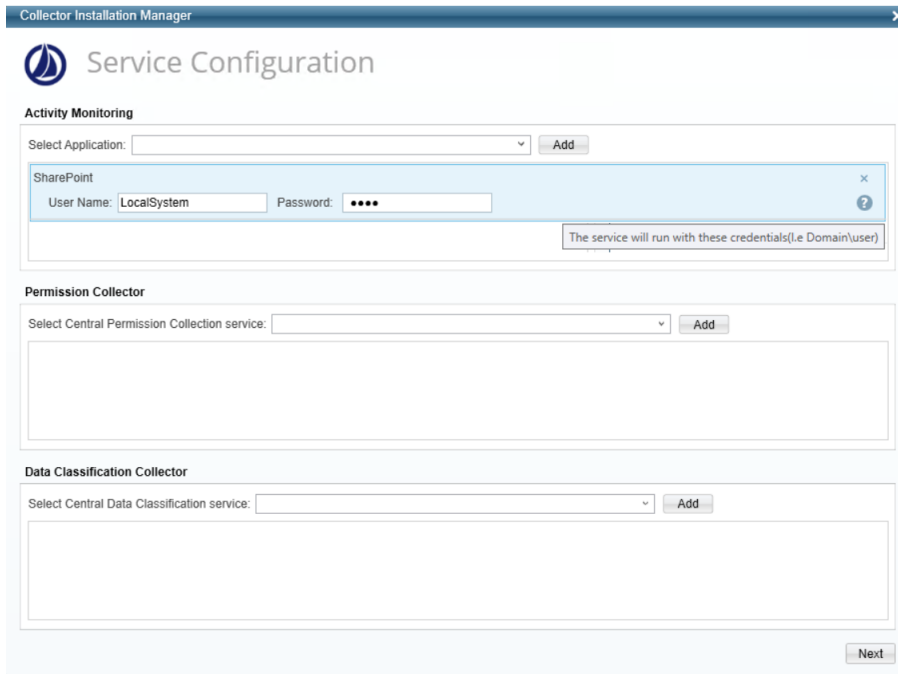 Collector Installation Manager
Service Configuration
Activity Monitoring
Select Application: Add
SharePoint
User Name: LocalSystem Password: ••••
The service will run with these credentials(I.e Domain\user)
Permission Collector
Select Central Permission Collection service: Add
Data Classification Collector
Select Central Data Classification service: Add
Next